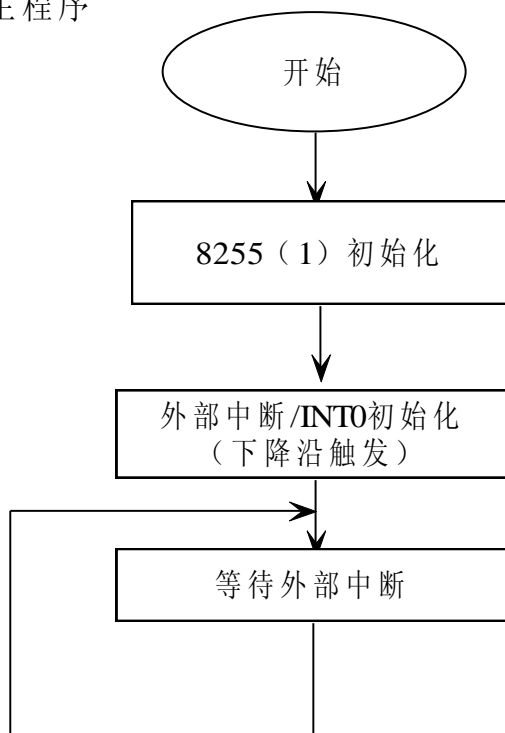 主程序
开始
8255（1）初始化
外部中断/INT0初始化
（下降沿触发）
等待外部中断